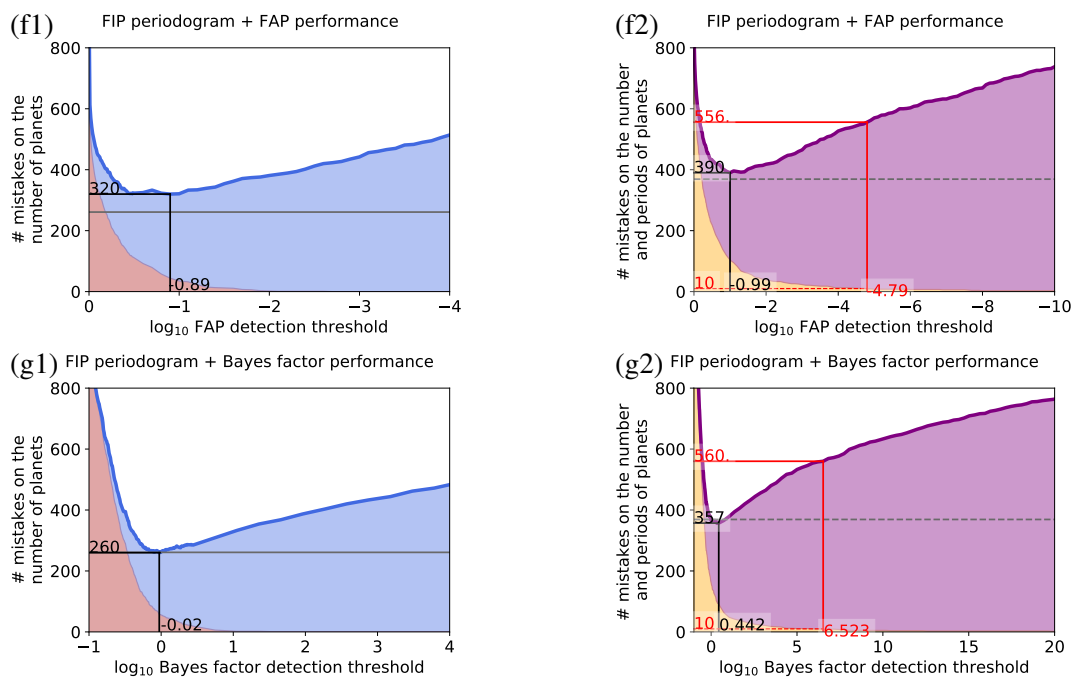 (f1) FIP periodogram + FAP performance
# mistakes on the
number of planets
800
600
400
200
0
320
-0.89
0 −1 −2 −3 −4
log₁₀ FAP detection threshold
(f2) FIP periodogram + FAP performance
# mistakes on the number
and periods of planets
800
600
400
200
0
556.
390
10
-0.99
-4.79
−2 −4 −6 −8 −10
0
log₁₀ FAP detection threshold
(g1) FIP periodogram + Bayes factor performance
# mistakes on the
number of planets
800
600
400
200
0
260
-0.02
−1 0 1 2 3 4
log₁₀ Bayes factor detection threshold
(g2) FIP periodogram + Bayes factor performance
# mistakes on the number
and periods of planets
800
600
400
200
0
560.
357
10
0.442
6.523
0 5 10 15 20
log₁₀ Bayes factor detection threshold